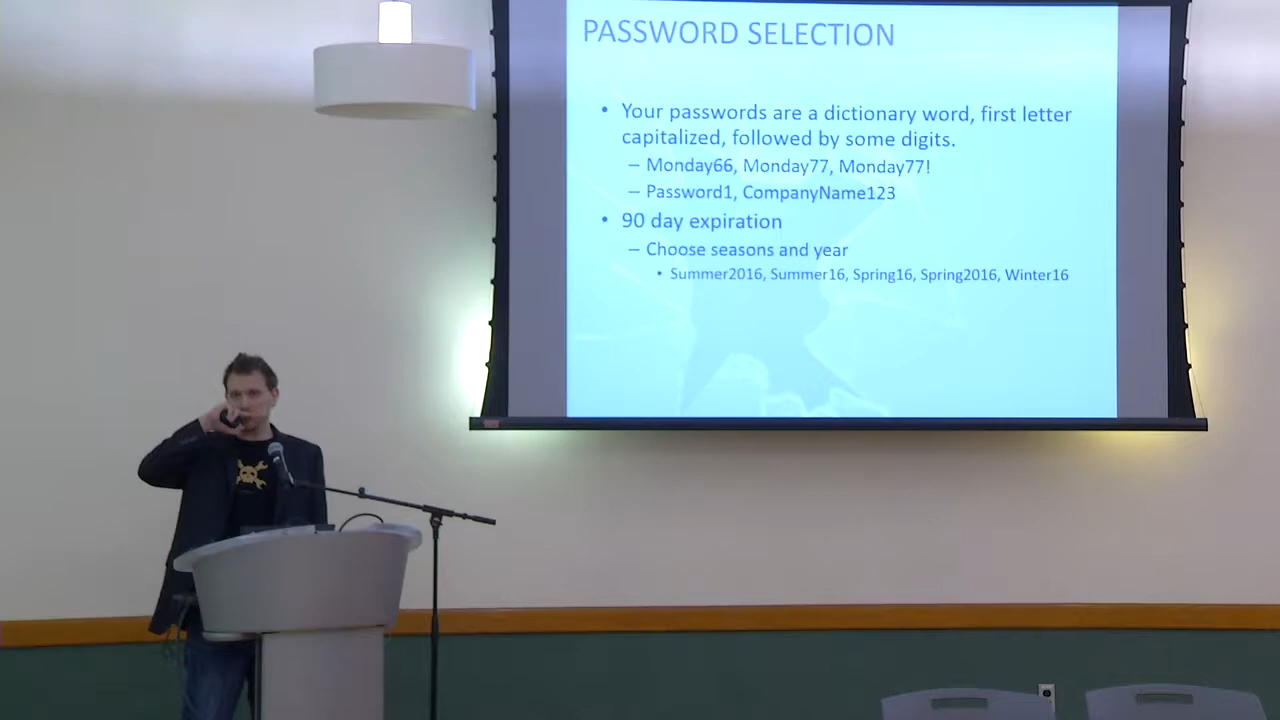 PASSWORD SELECTION
• Your passwords are a dictionary word, first letter
capitalized, followed by some digits.
– Monday66, Monday77, Monday77!
– Password1, CompanyName123
• 90 day expiration
– Choose seasons and year
• Summer2016, Summer16, Spring16, Spring2016, Winter16